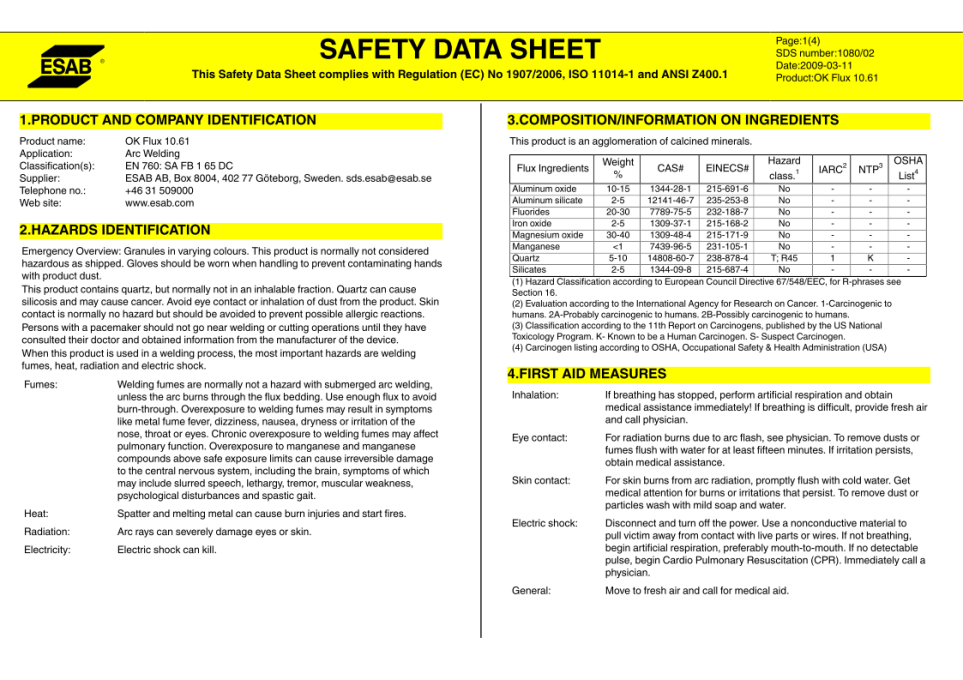 ESAB ®
SAFETY DATA SHEET
This Safety Data Sheet complies with Regulation (EC) No 1907/2006, ISO 11014-1 and ANSI Z400.1
Page:1(4)
SDS number:1080/02
Date:2009-03-11
Product:OK Flux 10.61
1.PRODUCT AND COMPANY IDENTIFICATION
Product name: OK Flux 10.61
Application: Arc Welding
Classification(s): EN 760: SA FB 1 65 DC
Supplier: ESAB AB, Box 8004, 402 77 Göteborg, Sweden. sds.esab@esab.se
Telephone no.: +46 31 509000
Web site: www.esab.com
2.HAZARDS IDENTIFICATION
Emergency Overview: Granules in varying colours. This product is normally not considered
hazardous as shipped. Gloves should be worn when handling to prevent contaminating hands
with product dust.
This product contains quartz, but normally not in an inhalable fraction. Quartz can cause
silicosis and may cause cancer. Avoid eye contact or inhalation of dust from the product. Skin
contact is normally no hazard but should be avoided to prevent possible allergic reactions.
Persons with a pacemaker should not go near welding or cutting operations until they have
consulted their doctor and obtained information from the manufacturer of the device.
When this product is used in a welding process, the most important hazards are welding
fumes, heat, radiation and electric shock.
Fumes: Welding fumes are normally not a hazard with submerged arc welding,
unless the arc burns through the flux bedding. Use enough flux to avoid
burn-through. Overexposure to welding fumes may result in symptoms
like metal fume fever, dizziness, nausea, dryness or irritation of the
nose, throat or eyes. Chronic overexposure to welding fumes may affect
pulmonary function. Overexposure to manganese and manganese
compounds above safe exposure limits can cause irreversible damage
to the central nervous system, including the brain, symptoms of which
may include slurred speech, lethargy, tremor, muscular weakness,
psychological disturbances and spastic gait.
Heat: Spatter and melting metal can cause burn injuries and start fires.
Radiation: Arc rays can severely damage eyes or skin.
Electricity: Electric shock can kill.
3.COMPOSITION/INFORMATION ON INGREDIENTS
This product is an agglomeration of calcined minerals.
Flux Ingredients Weight % CAS# EINECS# Hazard class.1 IARC2 NTP3 OSHA List4
Aluminum oxide 10-15 1344-28-1 215-691-6 No - - -
Aluminum silicate 2-5 12141-46-7 235-253-8 No - - -
Fluorides 20-30 7789-75-5 232-188-7 No - - -
Iron oxide 2-5 1309-37-1 215-168-2 No - - -
Magnesium oxide 30-40 1309-48-4 215-171-9 No - - -
Manganese <1 7439-96-5 231-105-1 No - - -
Quartz 5-10 14808-60-7 238-878-4 T; R45 1 K -
Silicates 2-5 1344-09-8 215-687-4 No - - -
(1) Hazard Classification according to European Council Directive 67/548/EEC, for R-phrases see
Section 16.
(2) Evaluation according to the International Agency for Research on Cancer. 1-Carcinogenic to
humans. 2A-Probably carcinogenic to humans. 2B-Possibly carcinogenic to humans.
(3) Classification according to the 11th Report on Carcinogens, published by the US National
Toxicology Program. K- Known to be a Human Carcinogen. S- Suspect Carcinogen.
(4) Carcinogen listing according to OSHA, Occupational Safety & Health Administration (USA)
4.FIRST AID MEASURES
Inhalation: If breathing has stopped, perform artificial respiration and obtain
medical assistance immediately! If breathing is difficult, provide fresh air
and call physician.
Eye contact: For radiation burns due to arc flash, see physician. To remove dusts or
fumes flush with water for at least fifteen minutes. If irritation persists,
obtain medical assistance.
Skin contact: For skin burns from arc radiation, promptly flush with cold water. Get
medical attention for burns or irritations that persist. To remove dust or
particles wash with mild soap and water.
Electric shock: Disconnect and turn off the power. Use a nonconductive material to
pull victim away from contact with live parts or wires. If not breathing,
begin artificial respiration, preferably mouth-to-mouth. If no detectable
pulse, begin Cardio Pulmonary Resuscitation (CPR). Immediately call a
physician.
General: Move to fresh air and call for medical aid.